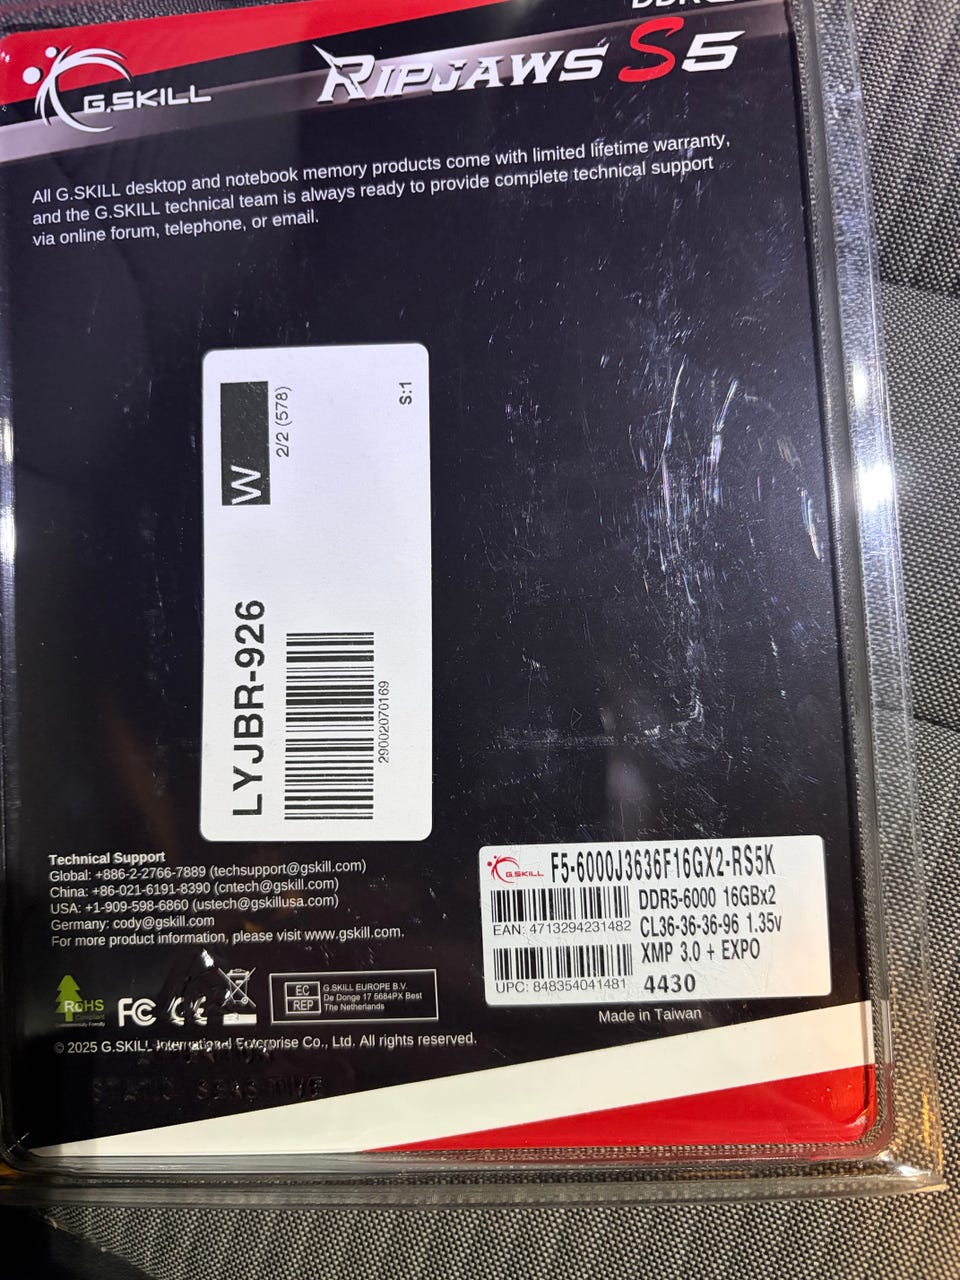 G.SKILL
RIPJAWS S5
All G.SKILL desktop and notebook memory products come with limited lifetime warranty,
and the G.SKILL technical team is always ready to provide complete technical support
via online forum, telephone, or email.
W
2/2 (578)
S:1
LYJBR-926
29002070169
Technical Support
Global: +886-2-2766-7889 (techsupport@gskill.com)
China: +86-021-6191-8390 (cntech@gskill.com)
USA: +1-909-598-6860 (ustech@gskillusa.com)
Germany: cody@gskill.com
For more product information, please visit www.gskill.com.
RoHS
Compliant
Environmentally Friendly
FC CE
EC REP
G.SKILL EUROPE B.V.
De Donge 17 5684PX Best
The Netherlands
© 2025 G.SKILL International Enterprise Co., Ltd. All rights reserved.
STATIC SENSITIVE
G.SKILL
F5-6000J3636F16GX2-RS5K
DDR5-6000 16GBx2
EAN: 4713294231482
CL36-36-36-96 1.35v
XMP 3.0 + EXPO
UPC: 848354041481
4430
Made in Taiwan